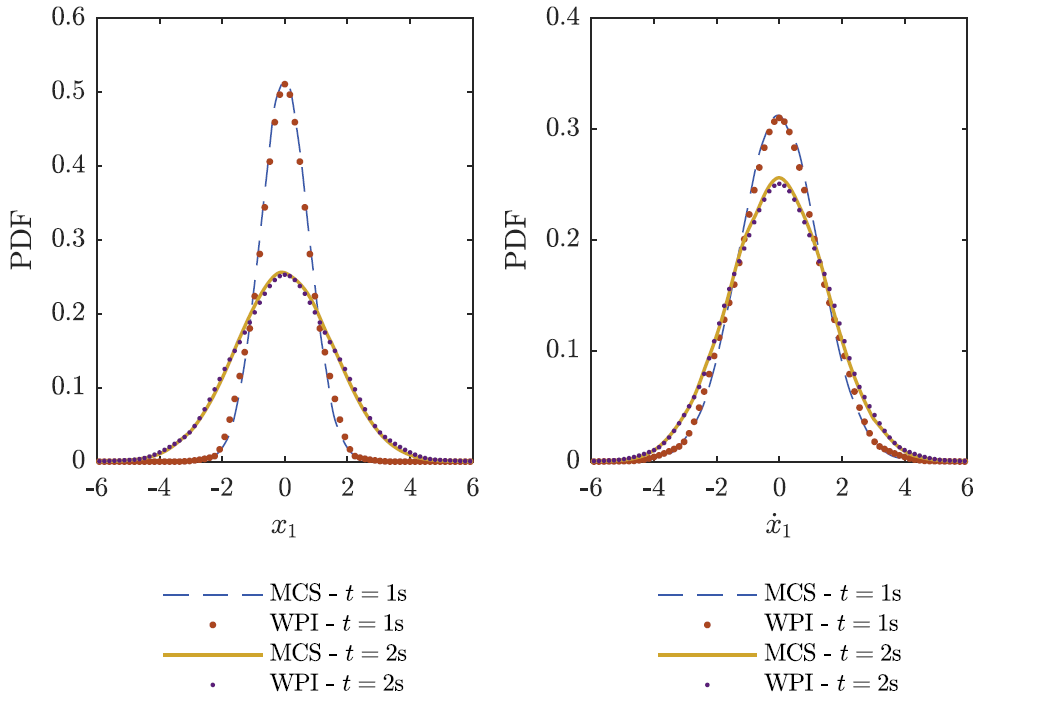 0.6
0.5
0.4
0.3
0.2
0.1
0
PDF
-6 -4 -2 0 2 4 6
x₁
MCS - t = 1s
WPI - t = 1s
MCS - t = 2s
WPI - t = 2s
0.4
0.3
0.2
0.1
0
PDF
-6 -4 -2 0 2 4 6
ẋ₁
MCS - t = 1s
WPI - t = 1s
MCS - t = 2s
WPI - t = 2s